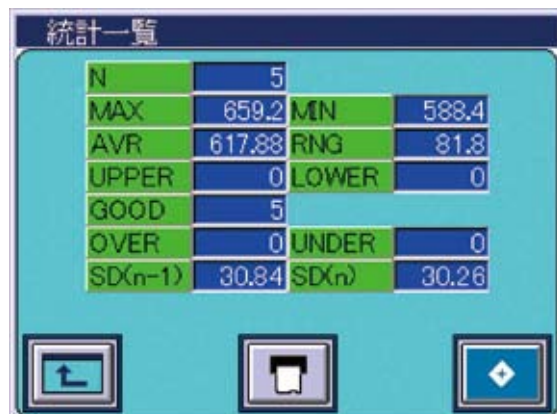 統計一覧
N 5
MAX 659.2 MIN 588.4
AVR 617.88 RNG 81.8
UPPER 0 LOWER 0
GOOD 5
OVER 0 UNDER 0
SD(n-1) 30.84 SD(n) 30.26